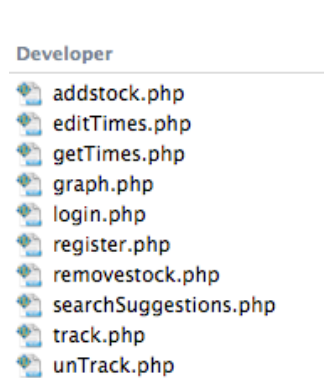 Developer
addstock.php
editTimes.php
getTimes.php
graph.php
login.php
register.php
removestock.php
searchSuggestions.php
track.php
unTrack.php